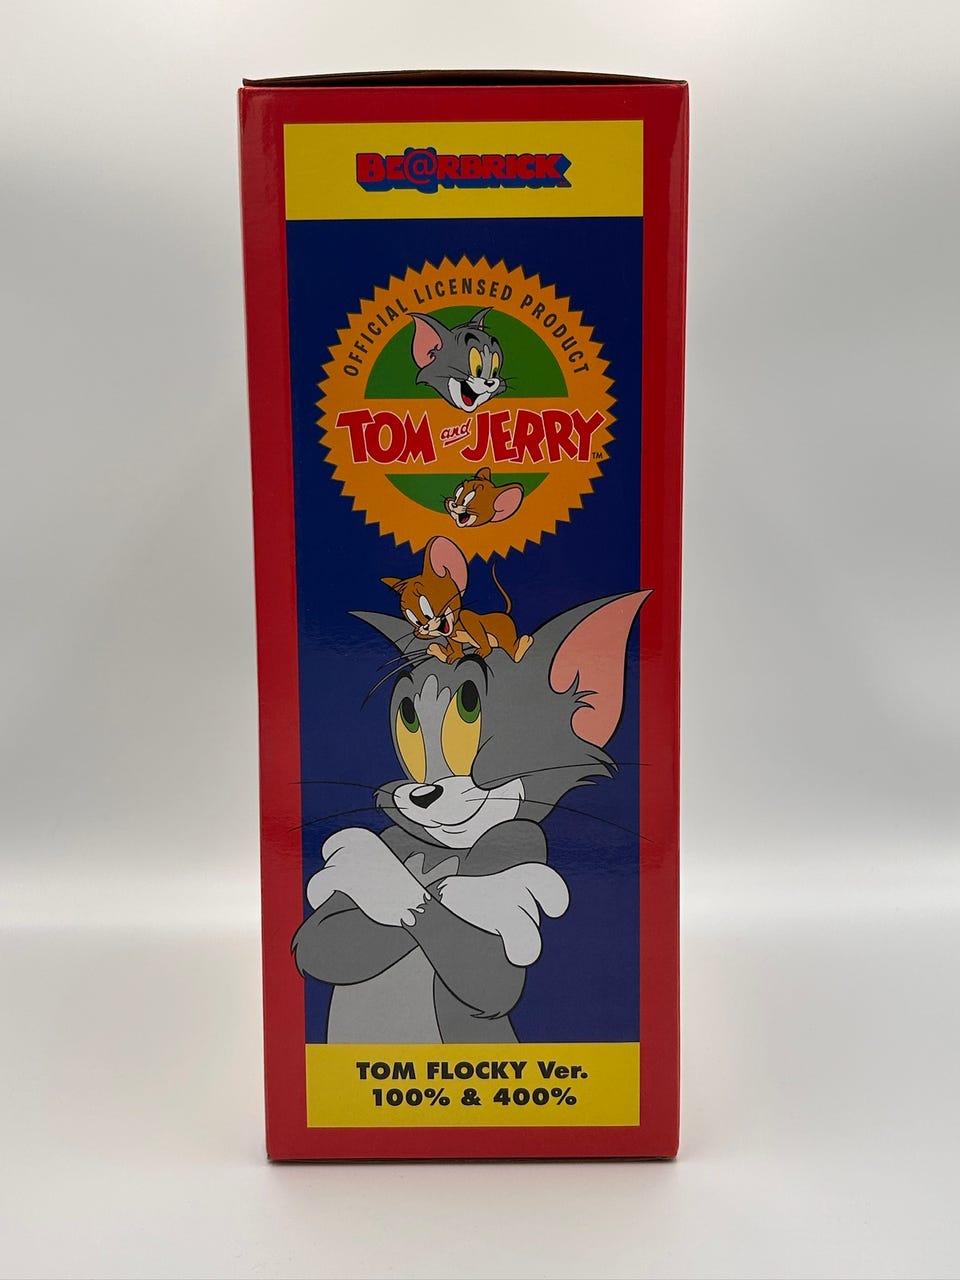 BE@RBRICK
OFFICIAL LICENSED PRODUCT
TOM and JERRY™
TOM FLOCKY Ver.
100% & 400%